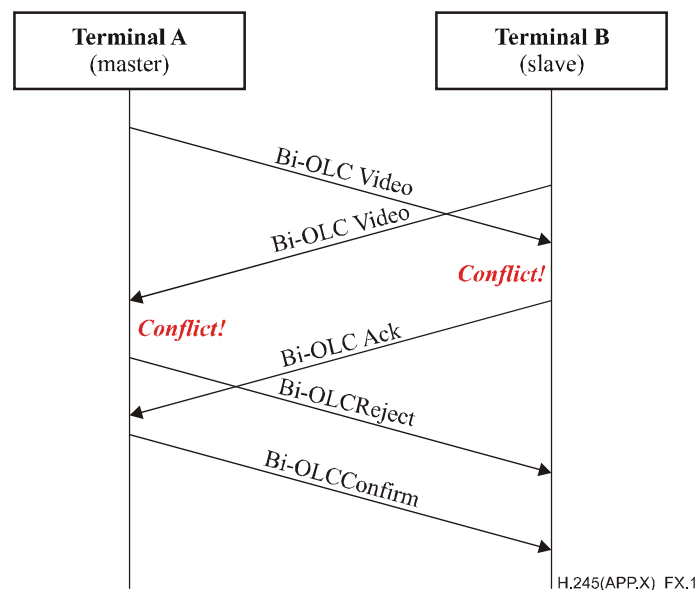 Terminal A
(master)
Terminal B
(slave)
Bi-OLC Video
Bi-OLC Video
Conflict!
Conflict!
Bi-OLC Ack
Bi-OLCReject
Bi-OLCConfirm
H.245(APP.X)_FX.1